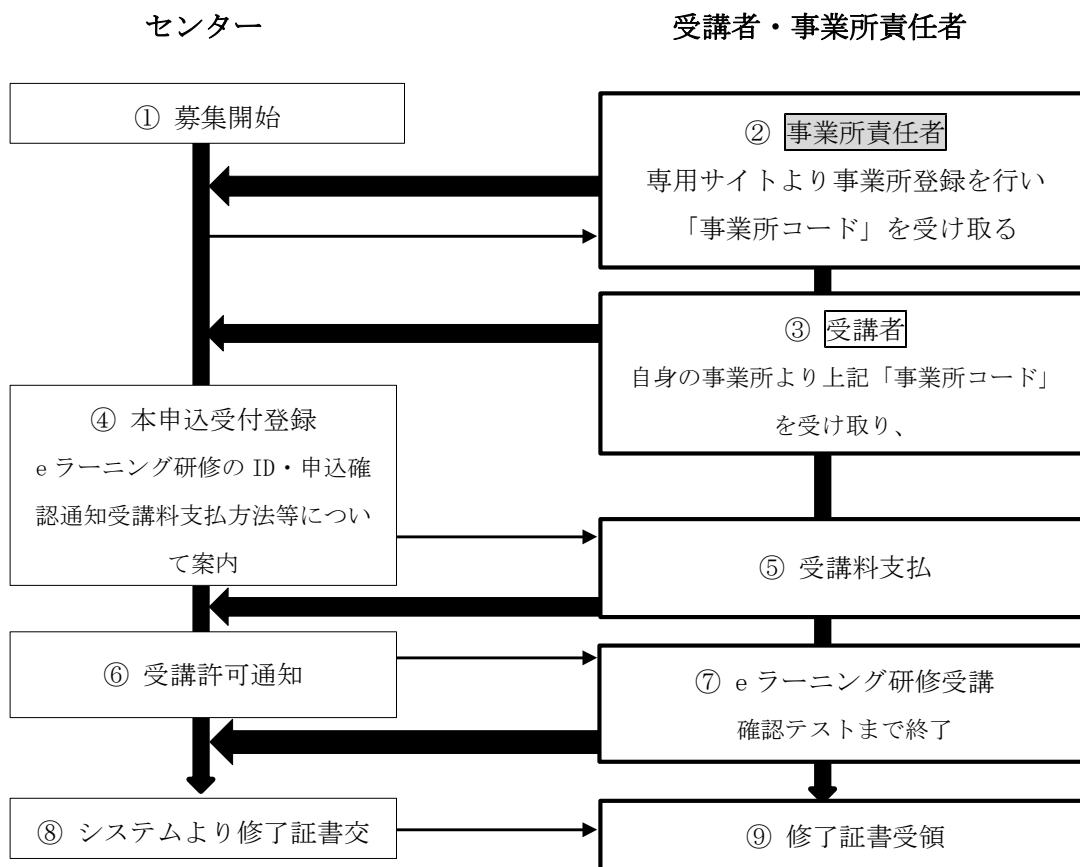 センター
受講者・事業所責任者
① 募集開始
② 事業所責任者
専用サイトより事業所登録を行い
「事業所コード」を受け取る
③ 受講者
自身の事業所より上記「事業所コード」
を受け取り、
④ 本申込受付登録
e ラーニング研修の ID・申込確
認通知受講料支払方法等につい
て案内
⑤ 受講料支払
⑥ 受講許可通知
⑦ e ラーニング研修受講
確認テストまで終了
⑧ システムより修了証書交
⑨ 修了証書受領